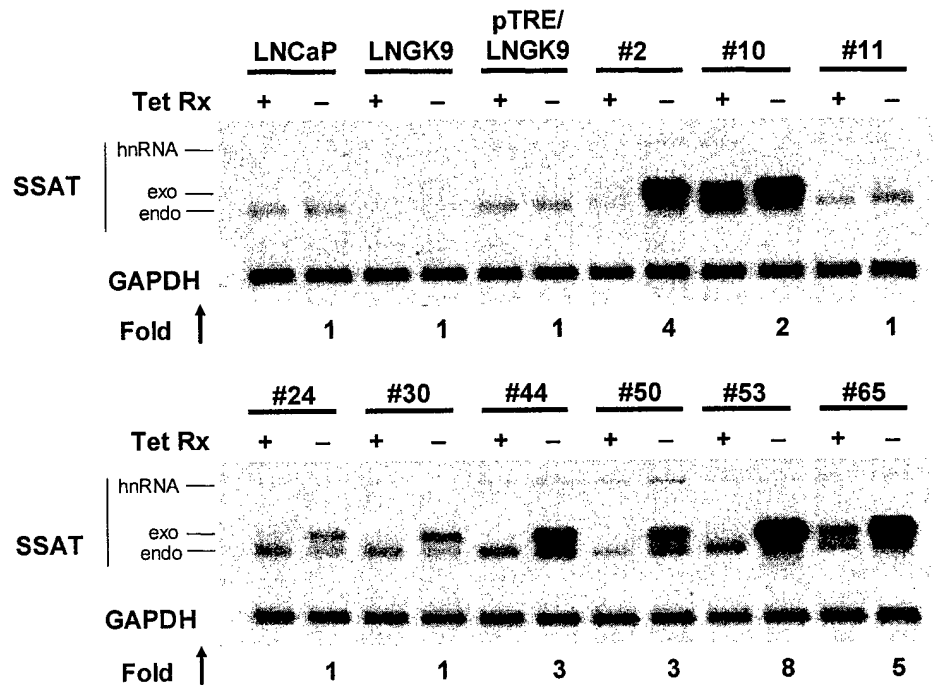 LNCaP LNGK9 pTRE/ LNGK9 #2 #10 #11
Tet Rx + – + – + – + – + – + –
hnRNA
SSAT
exo
endo
GAPDH
Fold ↑ 1 1 1 4 2 1
#24 #30 #44 #50 #53 #65
Tet Rx + – + – + – + – + – + –
hnRNA
SSAT
exo
endo
GAPDH
Fold ↑ 1 1 3 3 8 5